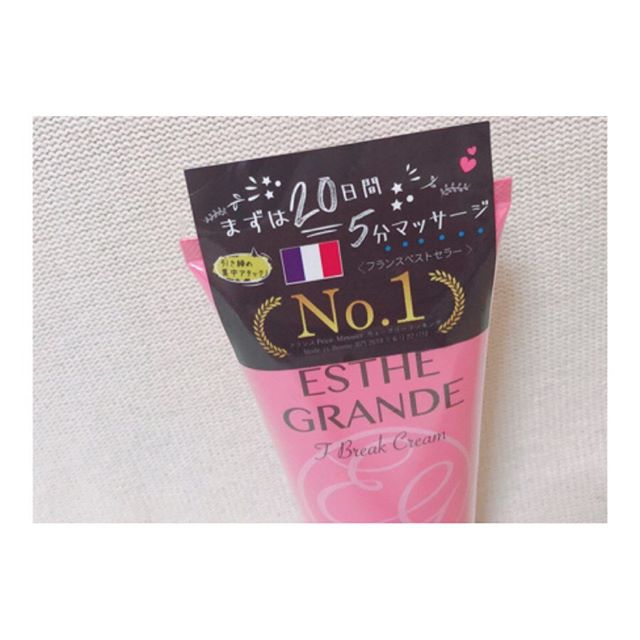 まずは20日間
5分マッサージ
引き締め
集中アタック!
〈フランスベストセラー〉
No.1
ESTHE
GRANDE
T Break Cream
EG